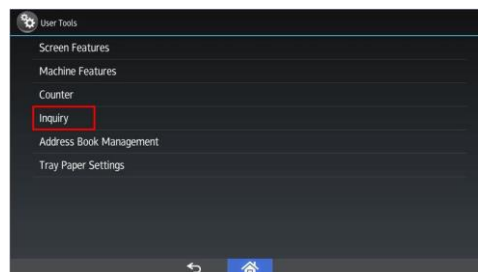 User Tools
Screen Features
Machine Features
Counter
Inquiry
Address Book Management
Tray Paper Settings